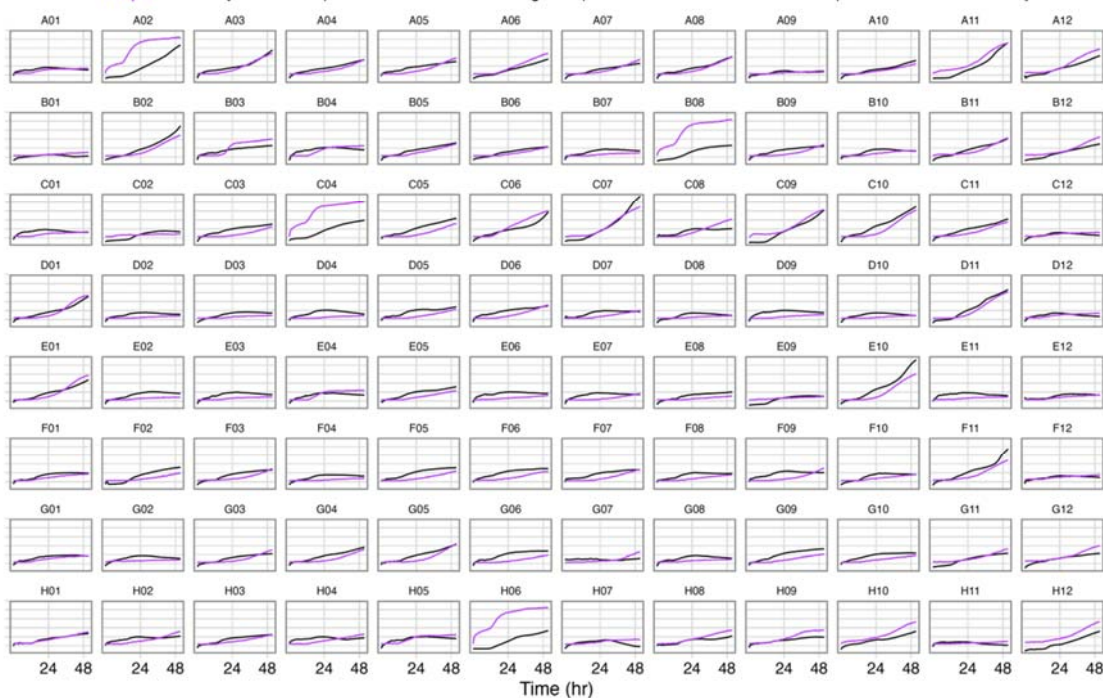 A01 A02 A03 A04 A05 A06 A07 A08 A09 A10 A11 A12
B01 B02 B03 B04 B05 B06 B07 B08 B09 B10 B11 B12
C01 C02 C03 C04 C05 C06 C07 C08 C09 C10 C11 C12
D01 D02 D03 D04 D05 D06 D07 D08 D09 D10 D11 D12
E01 E02 E03 E04 E05 E06 E07 E08 E09 E10 E11 E12
F01 F02 F03 F04 F05 F06 F07 F08 F09 F10 F11 F12
G01 G02 G03 G04 G05 G06 G07 G08 G09 G10 G11 G12
H01 H02 H03 H04 H05 H06 H07 H08 H09 H10 H11 H12
24 48 24 48 24 48 24 48 24 48 24 48 24 48 24 48 24 48 24 48 24 48 24 48
Time (hr)